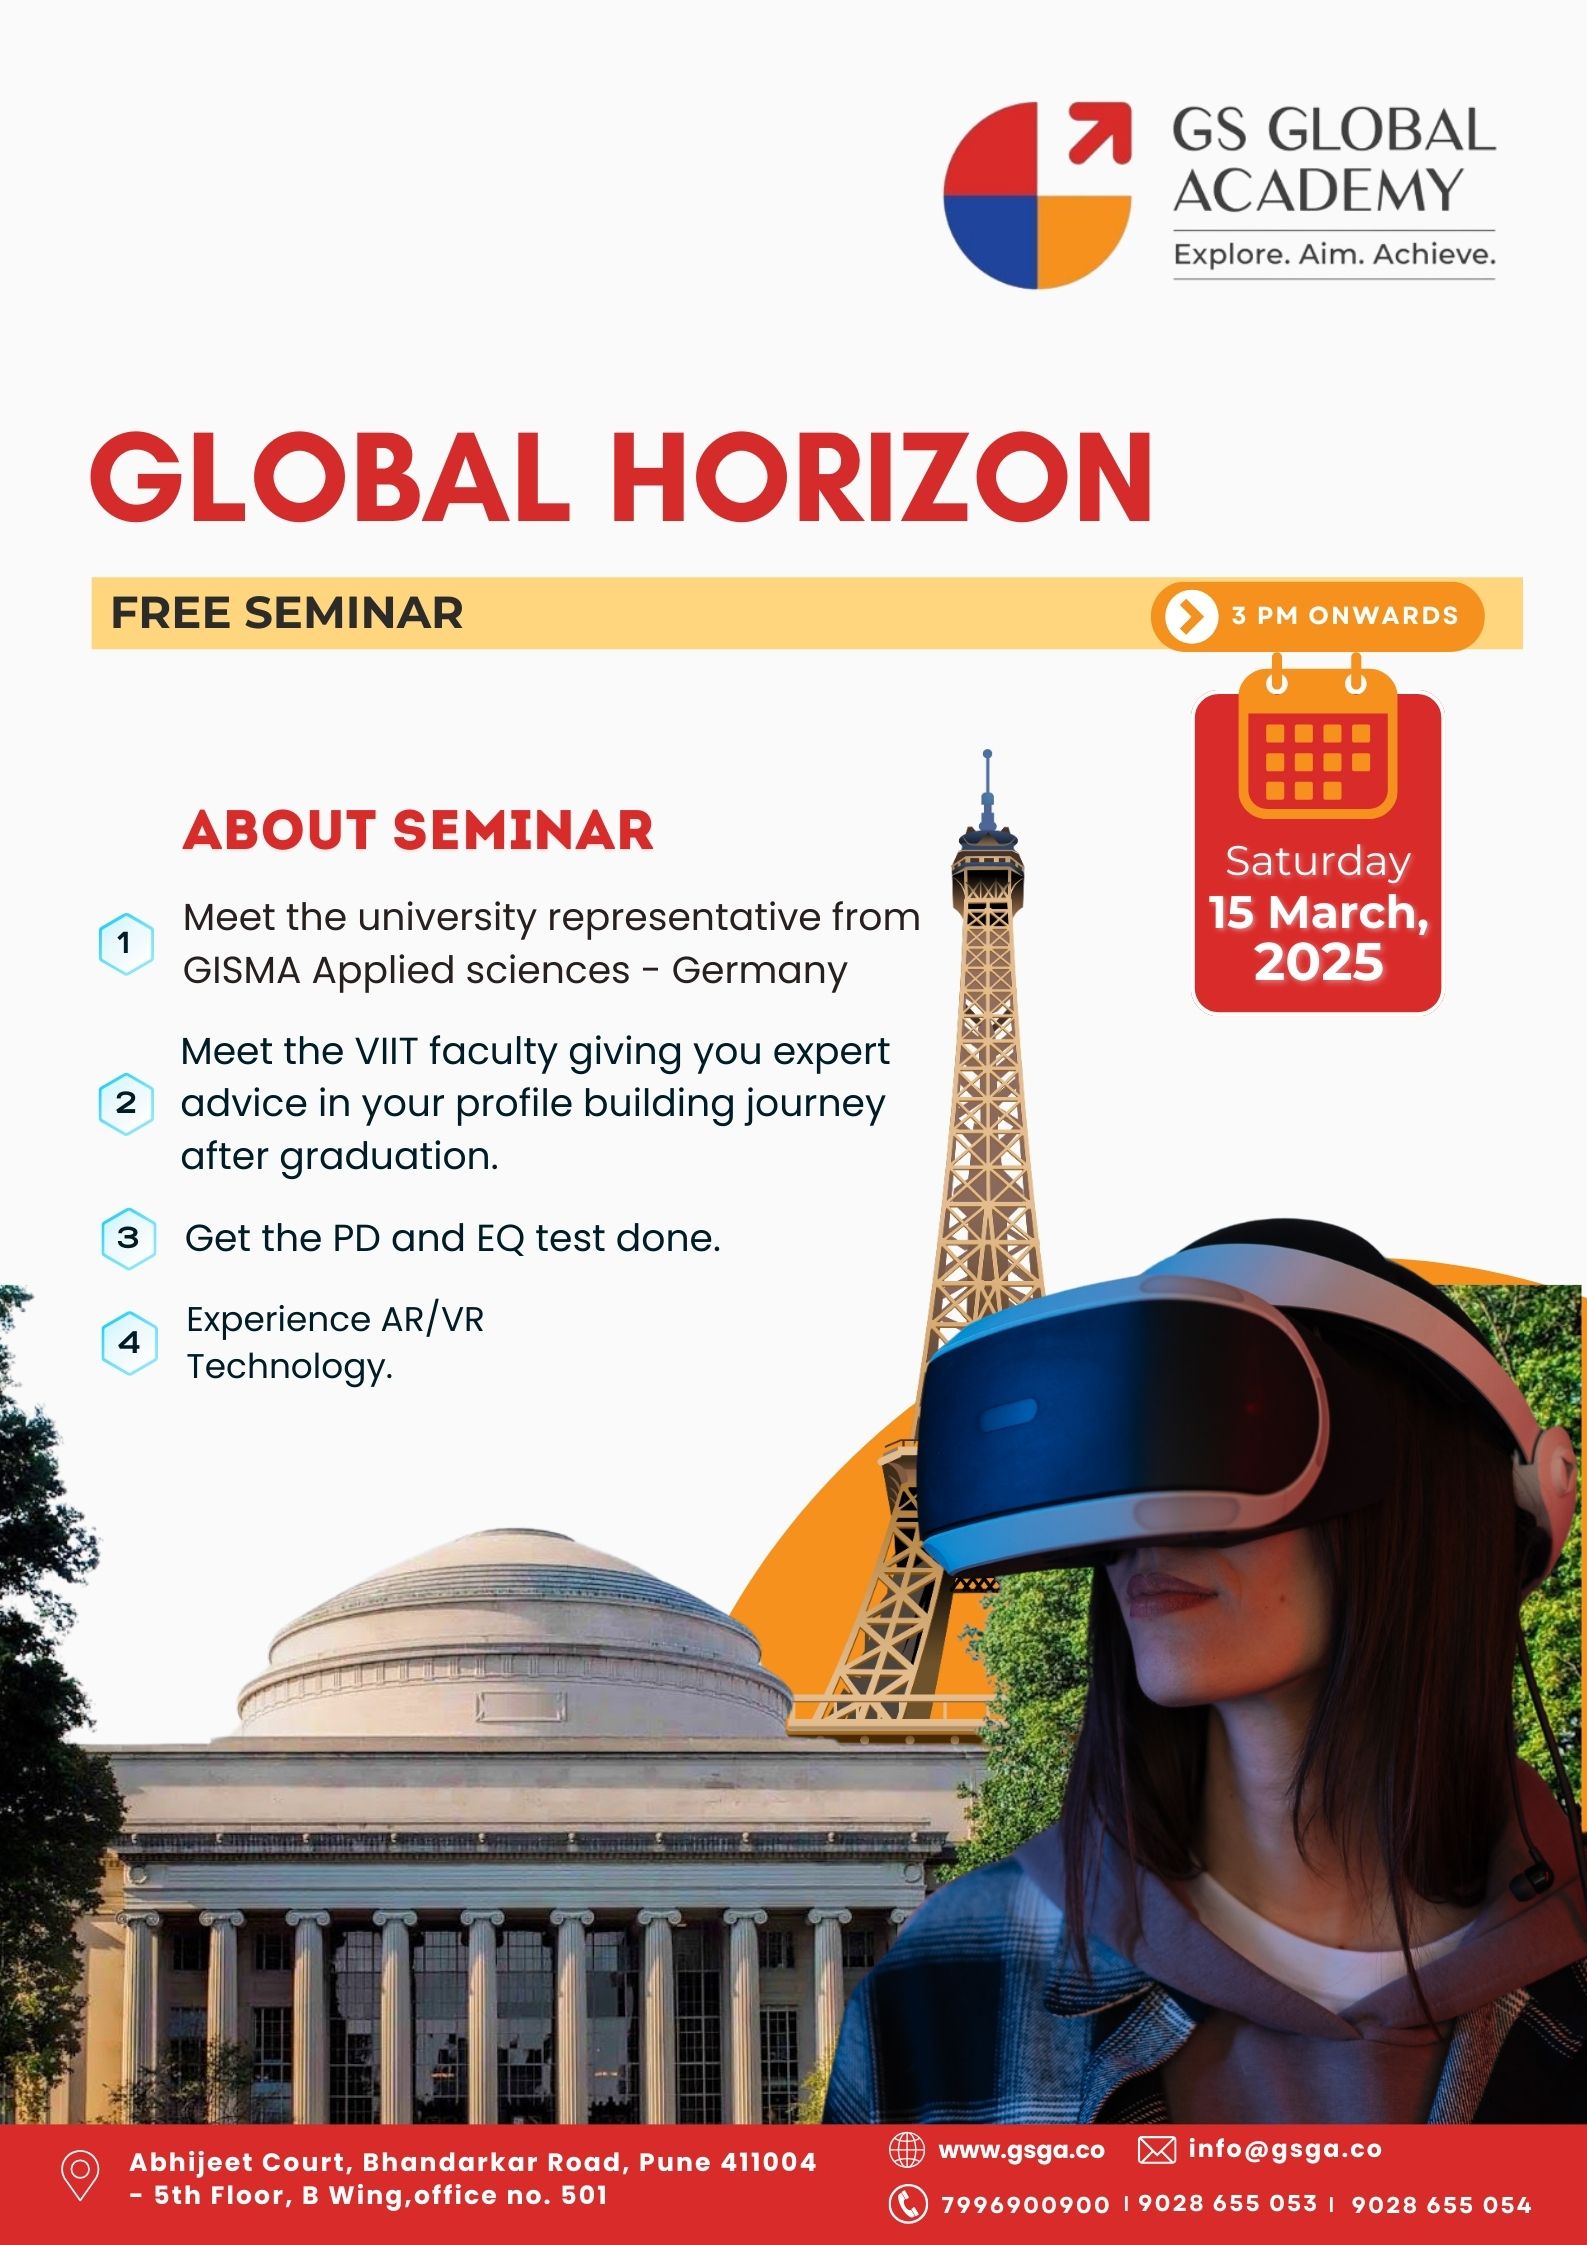 GS GLOBAL
ACADEMY
Explore. Aim. Achieve.
GLOBAL HORIZON
FREE SEMINAR
3 PM ONWARDS
Saturday
15 March,
2025
ABOUT SEMINAR
1
Meet the university representative from
GISMA Applied sciences - Germany
2
Meet the VIIT faculty giving you expert
advice in your profile building journey
after graduation.
3
Get the PD and EQ test done.
4
Experience AR/VR
Technology.
Abhijeet Court, Bhandarkar Road, Pune 411004
- 5th Floor, B Wing,office no. 501
www.gsga.co
info@gsga.co
7996900900 | 9028 655 053 | 9028 655 054